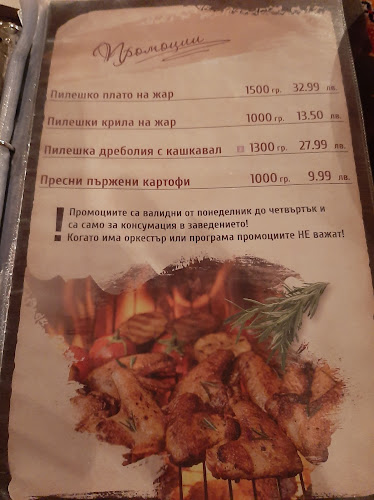 Промоции
Пилешко плато на жар 1500 гр. 32.99 лв.
Пилешки крила на жар 1000 гр. 13.50 лв.
Пилешка дреболия с кашкавал 1300 гр. 27.99 лв.
Пресни пържени картофи 1000 гр. 9.99 лв.
! Промоциите са валидни от понеделник до четвъртък и
са само за консумация в заведението!
Когато има оркестър или програма промоциите НЕ важат!